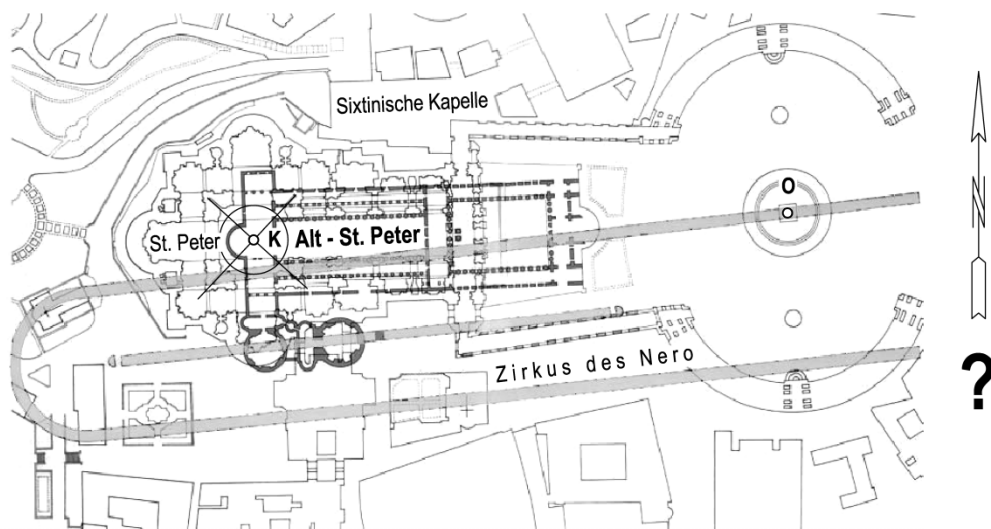 Sixtinische Kapelle
O
St. Peter
K
Alt - St. Peter
N
Zirkus des Nero
?